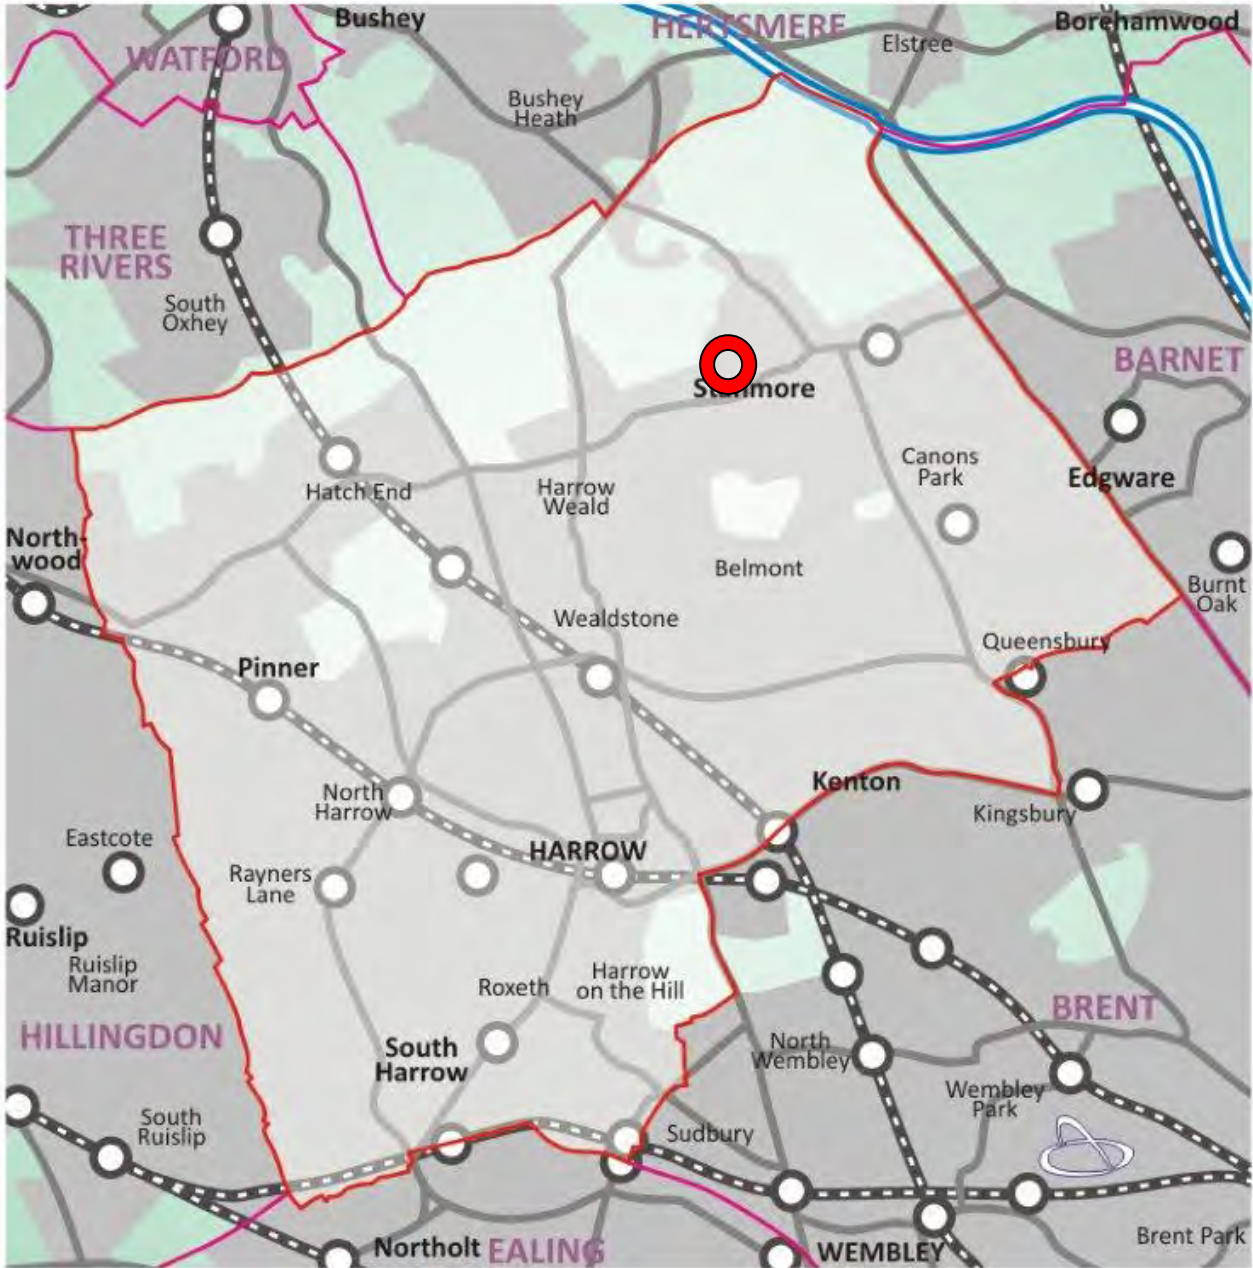 Bushey
HERTSMERE
Borehamwood
Elstree
WATFORD
Bushey
Heath
THREE
RIVERS
South
Oxhey
BARNET
Stanmore
Canons
Park
Edgware
Hatch End
Harrow
Weald
North-
wood
Belmont
Burnt
Oak
Wealdstone
Queensbury
Pinner
Kenton
North
Harrow
Kingsbury
Eastcote
HARROW
Rayners
Lane
Ruislip
Ruislip
Manor
Roxeth
Harrow
on the Hill
BRENT
HILLINGDON
South
Harrow
North
Wembley
Wembley
Park
South
Ruislip
Sudbury
Brent Park
Northolt
EALING
WEMBLEY